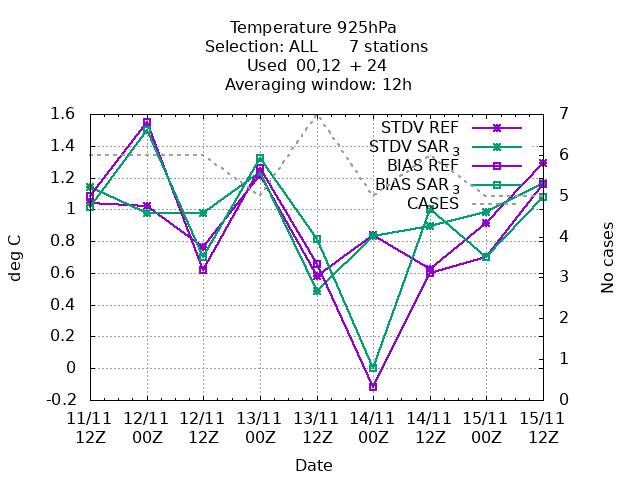 Temperature 925hPa
Selection: ALL 7 stations
Used 00,12 + 24
Averaging window: 12h
deg C
No cases
1.6
1.4
1.2
1
0.8
0.6
0.4
0.2
0
-0.2
7
6
5
4
3
2
1
0
STDV REF
STDV SAR 3
BIAS REF
BIAS SAR 3
CASES
11/11 12/11 12/11 13/11 13/11 14/11 14/11 15/11 15/11
12Z 00Z 12Z 00Z 12Z 00Z 12Z 00Z 12Z
Date